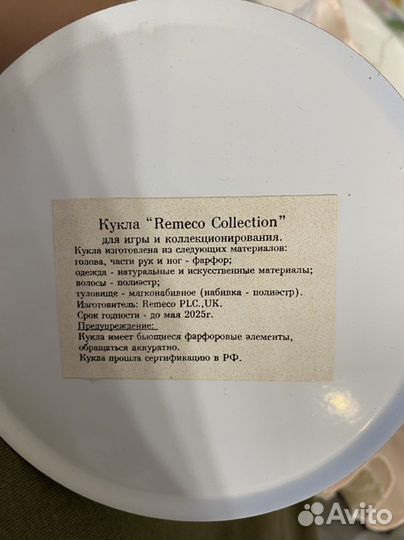 Кукла "Remeco Collection"
для игры и коллекционирования.
Кукла изготовлена из следующих материалов:
голова, части рук и ног - фарфор;
одежда - натуральные и искусственные материалы;
волосы - полиэстр;
туловище - мягконабивное (набивка - полиэстр).
Изготовитель: Remeco PLC.,UK.
Срок годности - до мая 2025г.
Предупреждение:
Кукла имеет бьющиеся фарфоровые элементы,
обращаться аккуратно.
Кукла прошла сертификацию в РФ.
Avito